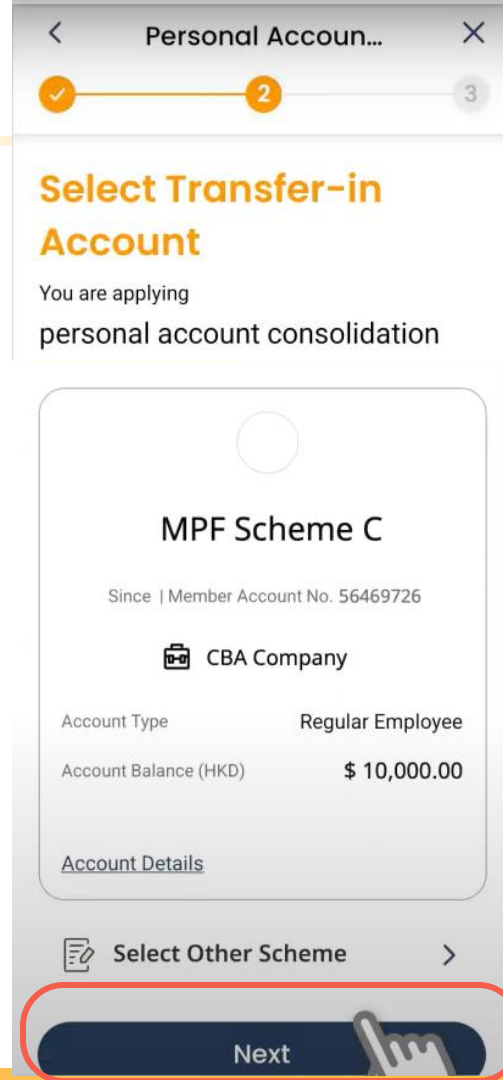 Personal Accoun...
2
3
Select Transfer-in
Account
You are applying
personal account consolidation
MPF Scheme C
Since | Member Account No. 56469726
CBA Company
Account Type Regular Employee
Account Balance (HKD) $ 10,000.00
Account Details
Select Other Scheme
Next